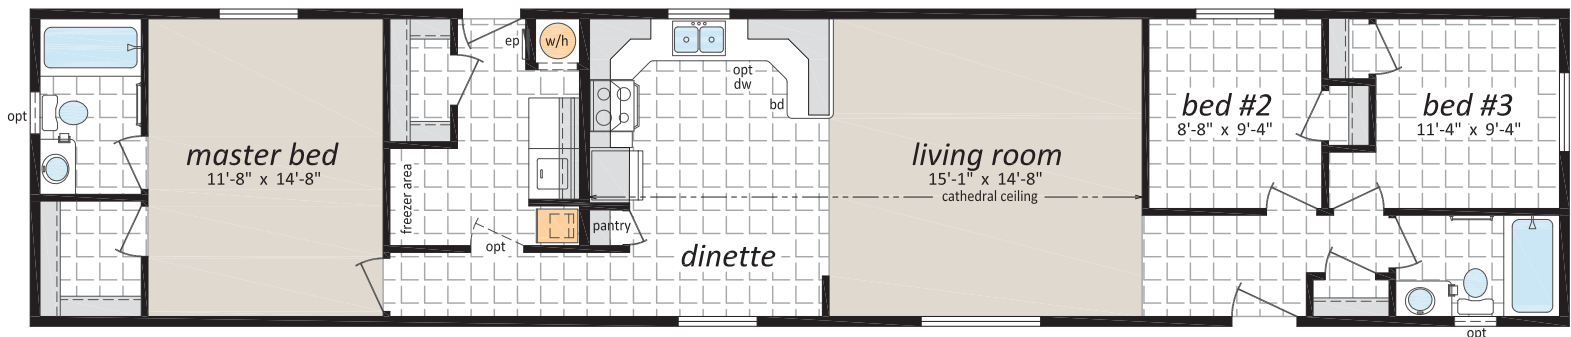 opt
master bed
11'-8" x 14'-8"
freezer area
ep
w/h
opt
pantry
opt
dw
bd
dinette
living room
15'-1" x 14'-8"
cathedral ceiling
bed #2
8'-8" x 9'-4"
bed #3
11'-4" x 9'-4"
opt